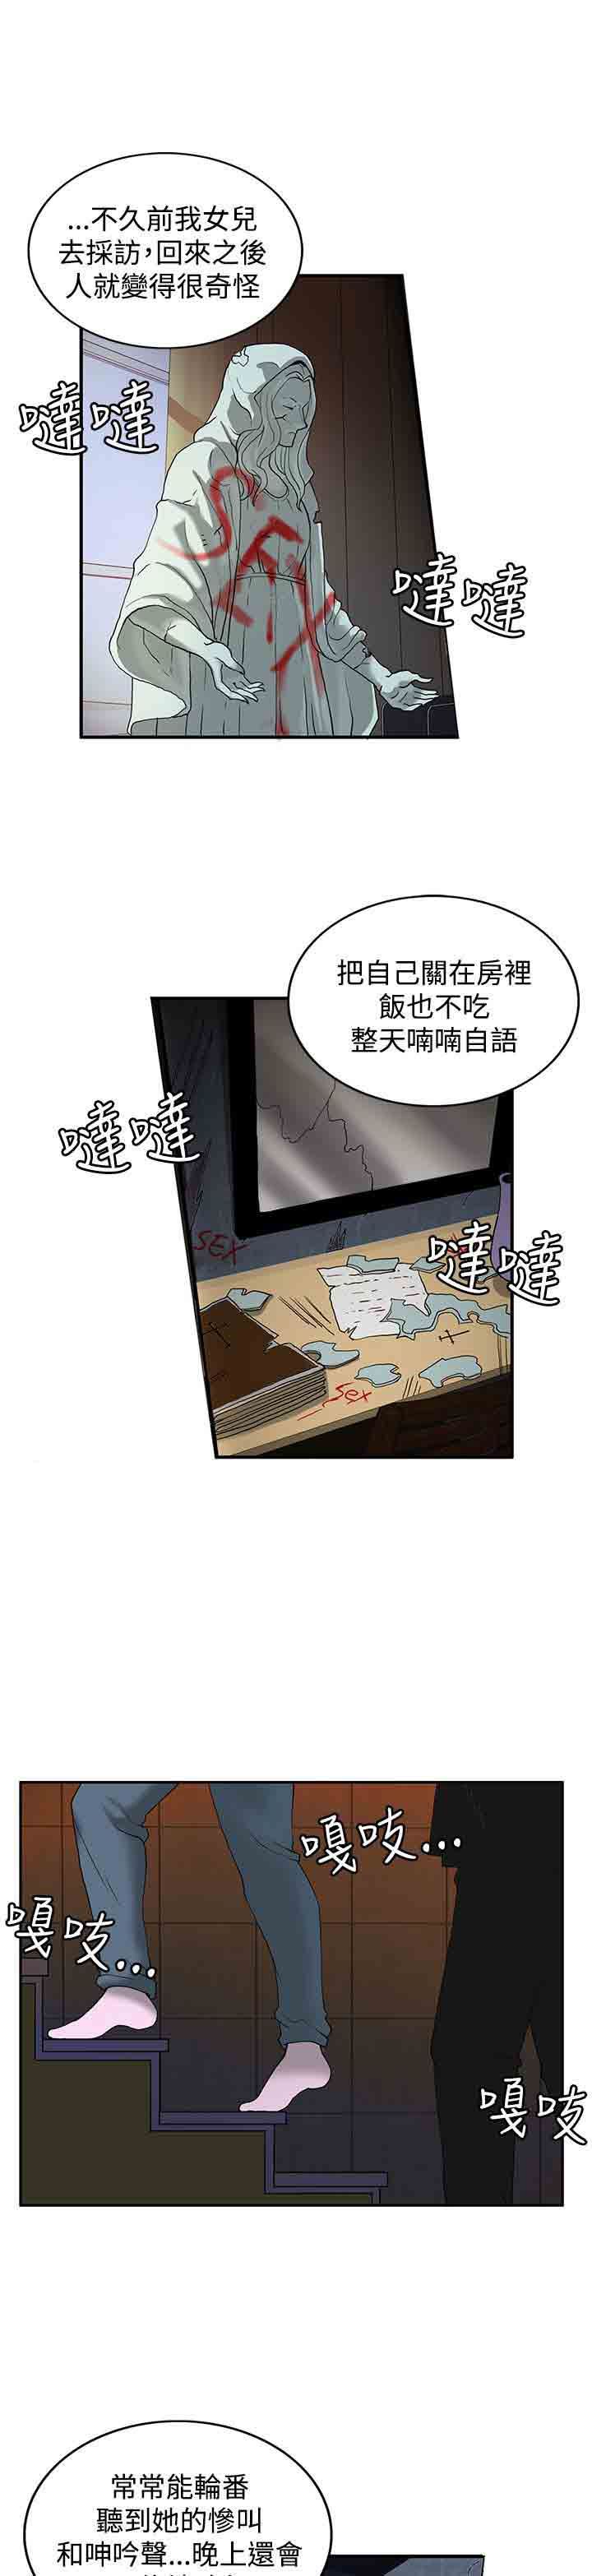 ...不久前我女兒
去採訪，回來之後
人就變得很奇怪
噠噠
SEX
噠噠
把自己關在房裡
飯也不吃
整天喃喃自語
噠噠
SEX
噠噠
sex
嘎吱...
嘎吱...
嘎吱
常常能輪番
聽到她的慘叫
和呻吟聲...晚上還會